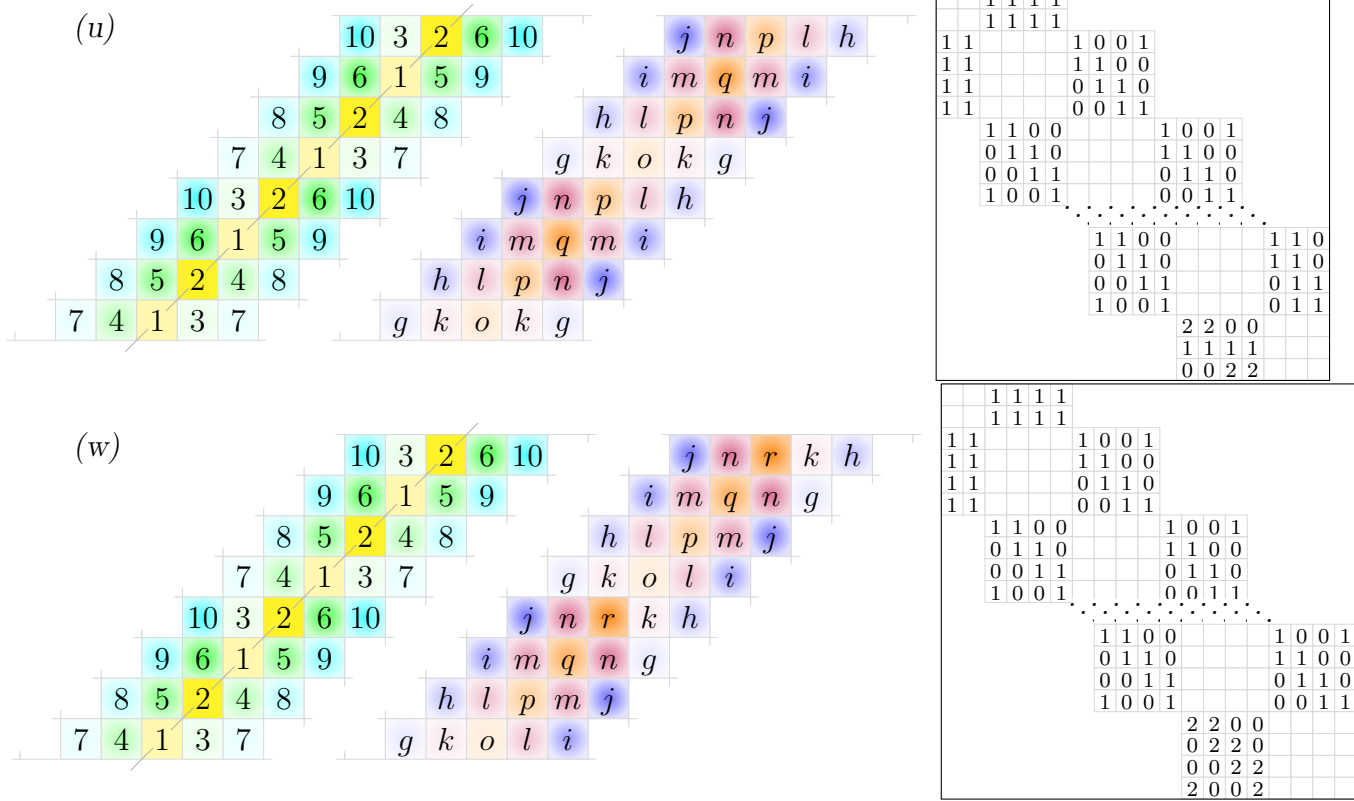 (u)
10 3 2 6 10
9 6 1 5 9
8 5 2 4 8
7 4 1 3 7
10 3 2 6 10
9 6 1 5 9
8 5 2 4 8
7 4 1 3 7
j n p l h
i m q m i
h l p n j
g k o k g
j n p l h
i m q m i
h l p n j
g k o k g
1 1 1 1
1 1 1 0 0 1
1 1 1 1 0 0
1 1 0 1 1 0
1 1 0 0 1 1
1 1 0 0 1 0 0 1
0 1 1 0 1 1 0 0
0 0 1 1 0 1 1 0
1 0 0 1 0 0 1 1
1 1 0 0 1 1 0
0 1 1 0 1 1 0
0 0 1 1 0 1 1
1 0 0 1 0 1 1
2 2 0 0
1 1 1 1
0 0 2 2
(w)
10 3 2 6 10
9 6 1 5 9
8 5 2 4 8
7 4 1 3 7
10 3 2 6 10
9 6 1 5 9
8 5 2 4 8
7 4 1 3 7
j n r k h
i m q n g
h l p m j
g k o l i
j n r k h
i m q n g
h l p m j
g k o l i
1 1 1 1
1 1 1 1
1 1 1 0 0 1
1 1 1 1 0 0
1 1 0 1 1 0
1 1 0 0 1 1
1 1 0 0 1 0 0 1
0 1 1 0 1 1 0 0
0 0 1 1 0 1 1 0
1 0 0 1 0 0 1 1
1 1 0 0 1 0 0 1
0 1 1 0 1 1 0 0
0 0 1 1 0 1 1 0
1 0 0 1 0 0 1 1
2 2 0 0
0 2 2 0
0 0 2 2
2 0 0 2